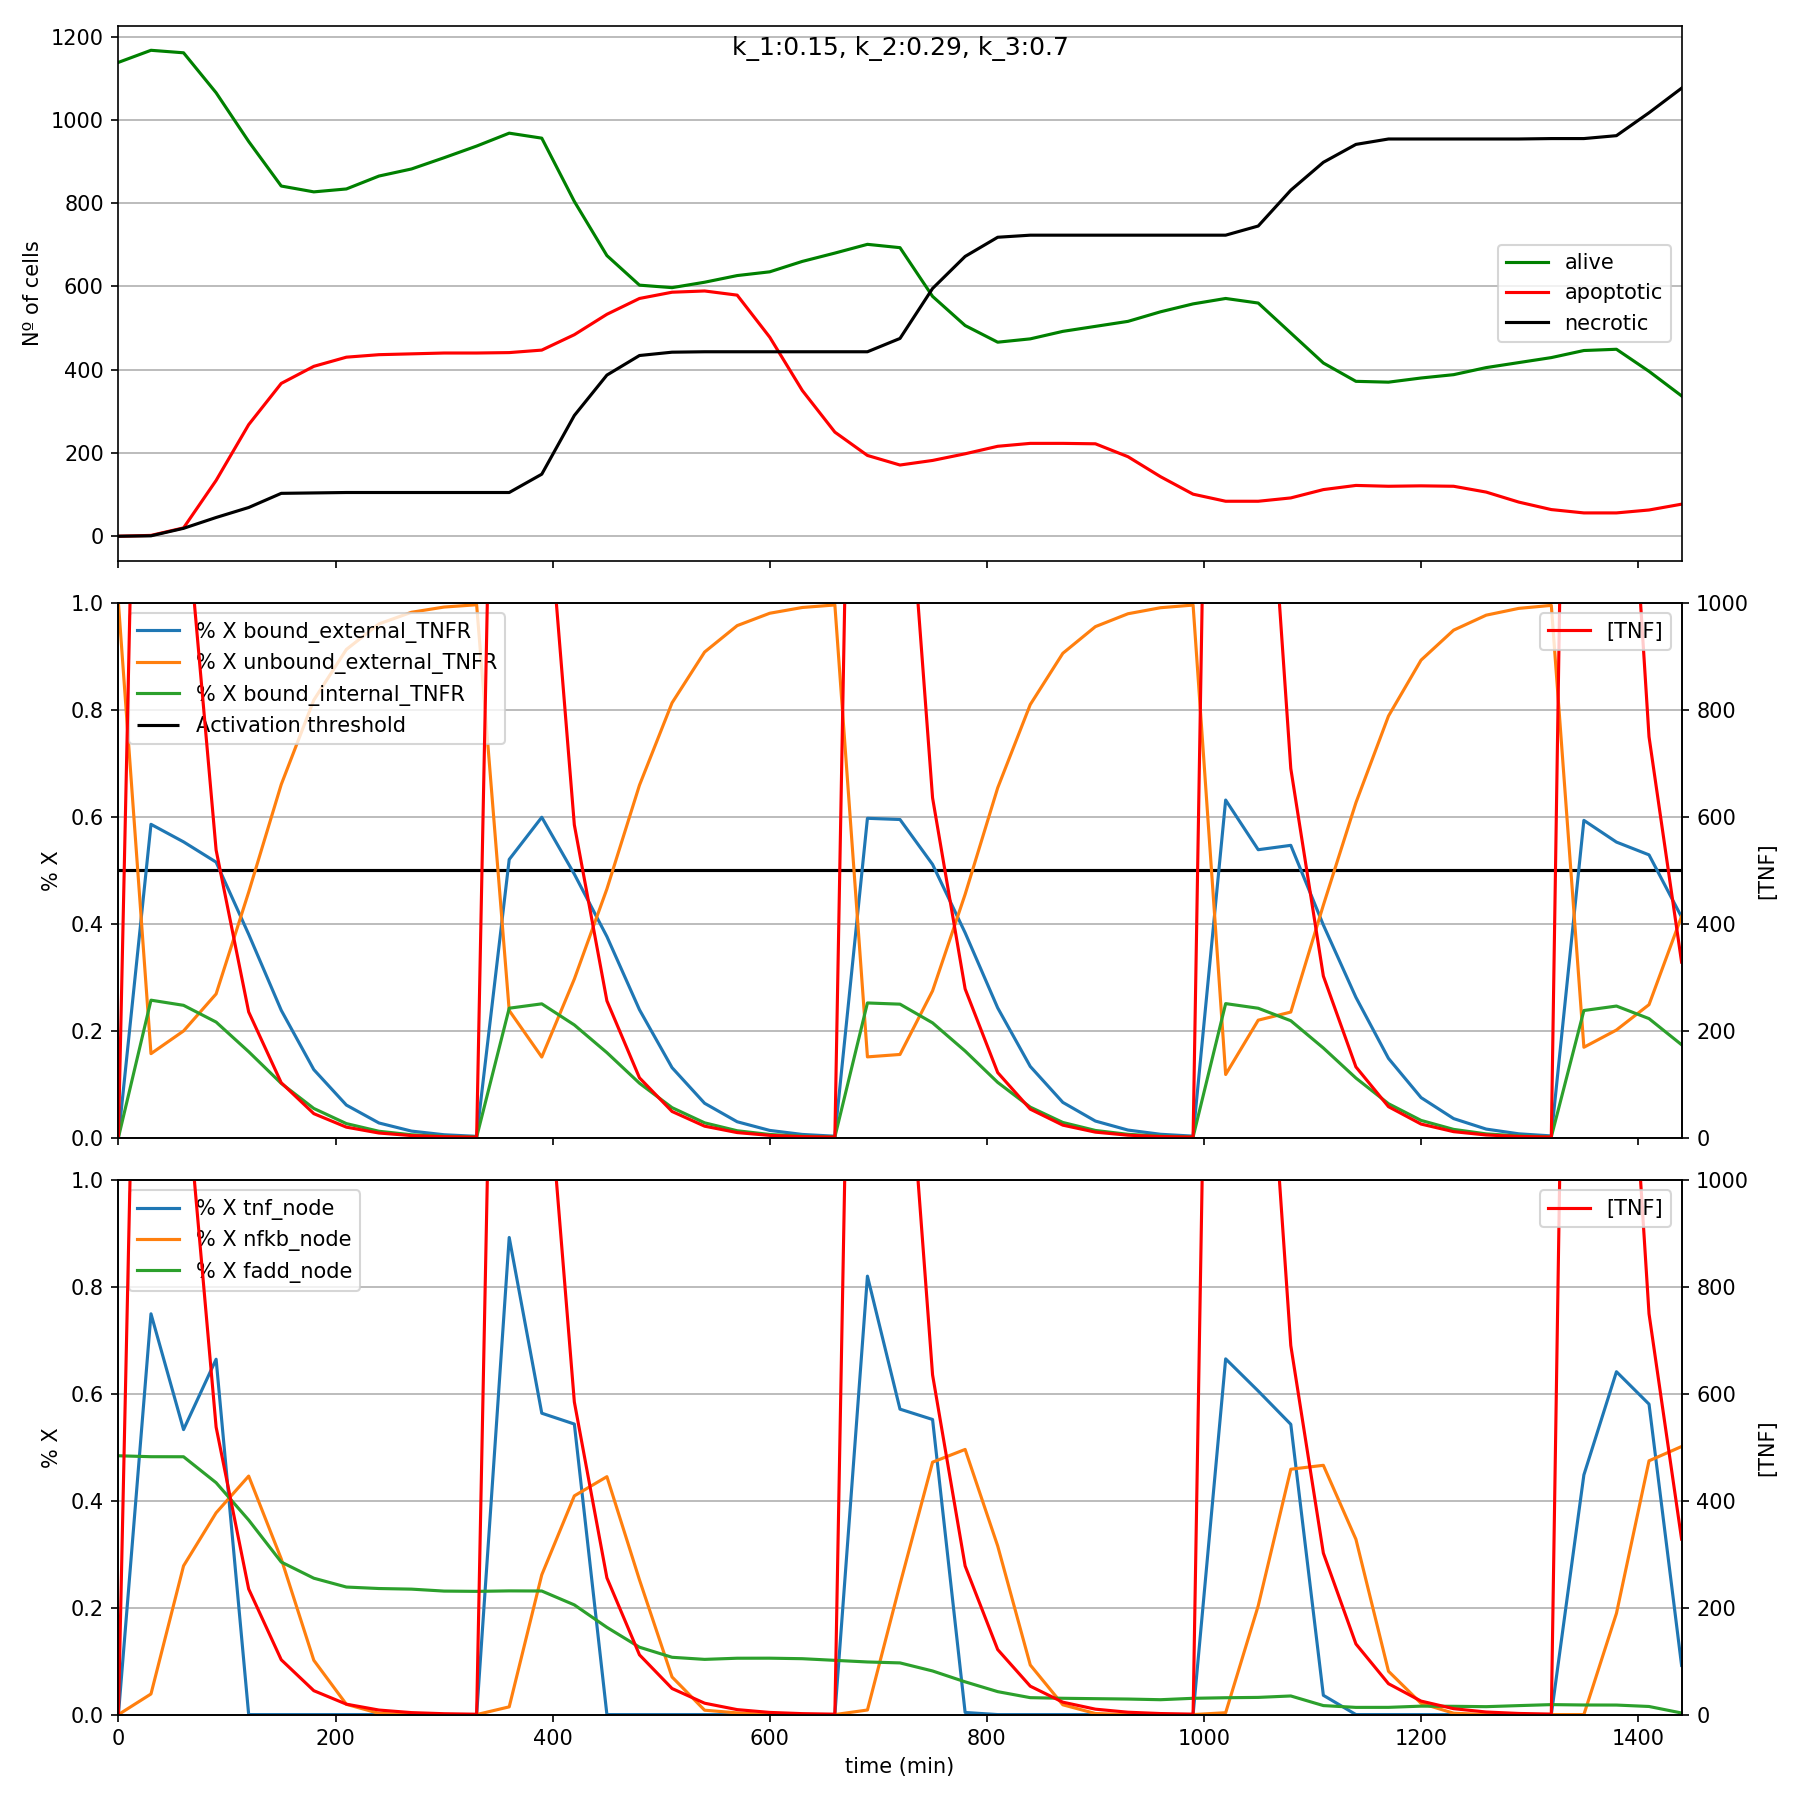 k_1:0.15, k_2:0.29, k_3:0.7
1200
1000
800
600
400
200
0
Nº of cells
alive
apoptotic
necrotic
1.0
0.8
0.6
0.4
0.2
0.0
% X
% X bound_external_TNFR
% X unbound_external_TNFR
% X bound_internal_TNFR
Activation threshold
[TNF]
1000
800
600
400
200
0
[TNF]
1.0
0.8
0.6
0.4
0.2
0.0
% X
% X tnf_node
% X nfkb_node
% X fadd_node
[TNF]
1000
800
600
400
200
0
[TNF]
0 200 400 600 800 1000 1200 1400
time (min)